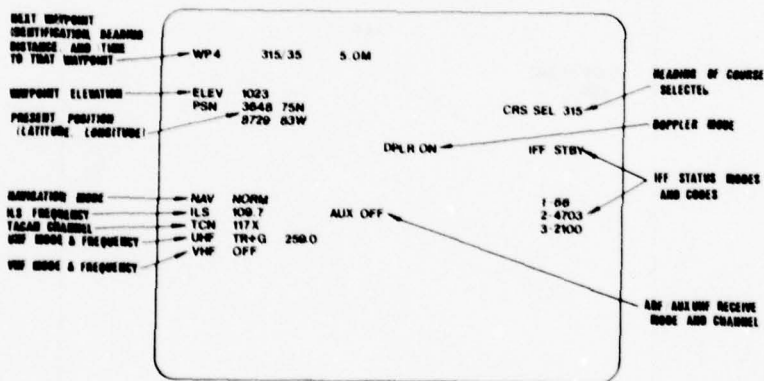 NEXT WAYPOINT
IDENTIFICATION BEARING
DISTANCE AND TIME
TO THAT WAYPOINT
WP4 315/35 5.0M
WAYPOINT ELEVATION
ELEV 1023
PSN 3648 75N
8729 83W
PRESENT POSITION
(LATITUDE, LONGITUDE)
HEADING OF COURSE
SELECTED
CRS SEL 315
DOPPLER MODE
DPLR ON
IFF STBY
IFF STATUS MODES
AND CODES
1-66
2-4703
3-2100
NAVIGATION MODE
NAV NORM
ILS FREQUENCY
ILS 109.7
TACAN CHANNEL
TCN 117X
AUX OFF
UHF MODE & FREQUENCY
UHF TR+G 259.0
VHF MODE & FREQUENCY
VHF OFF
ADF AUX UHF RECEIVE
MODE AND CHANNEL